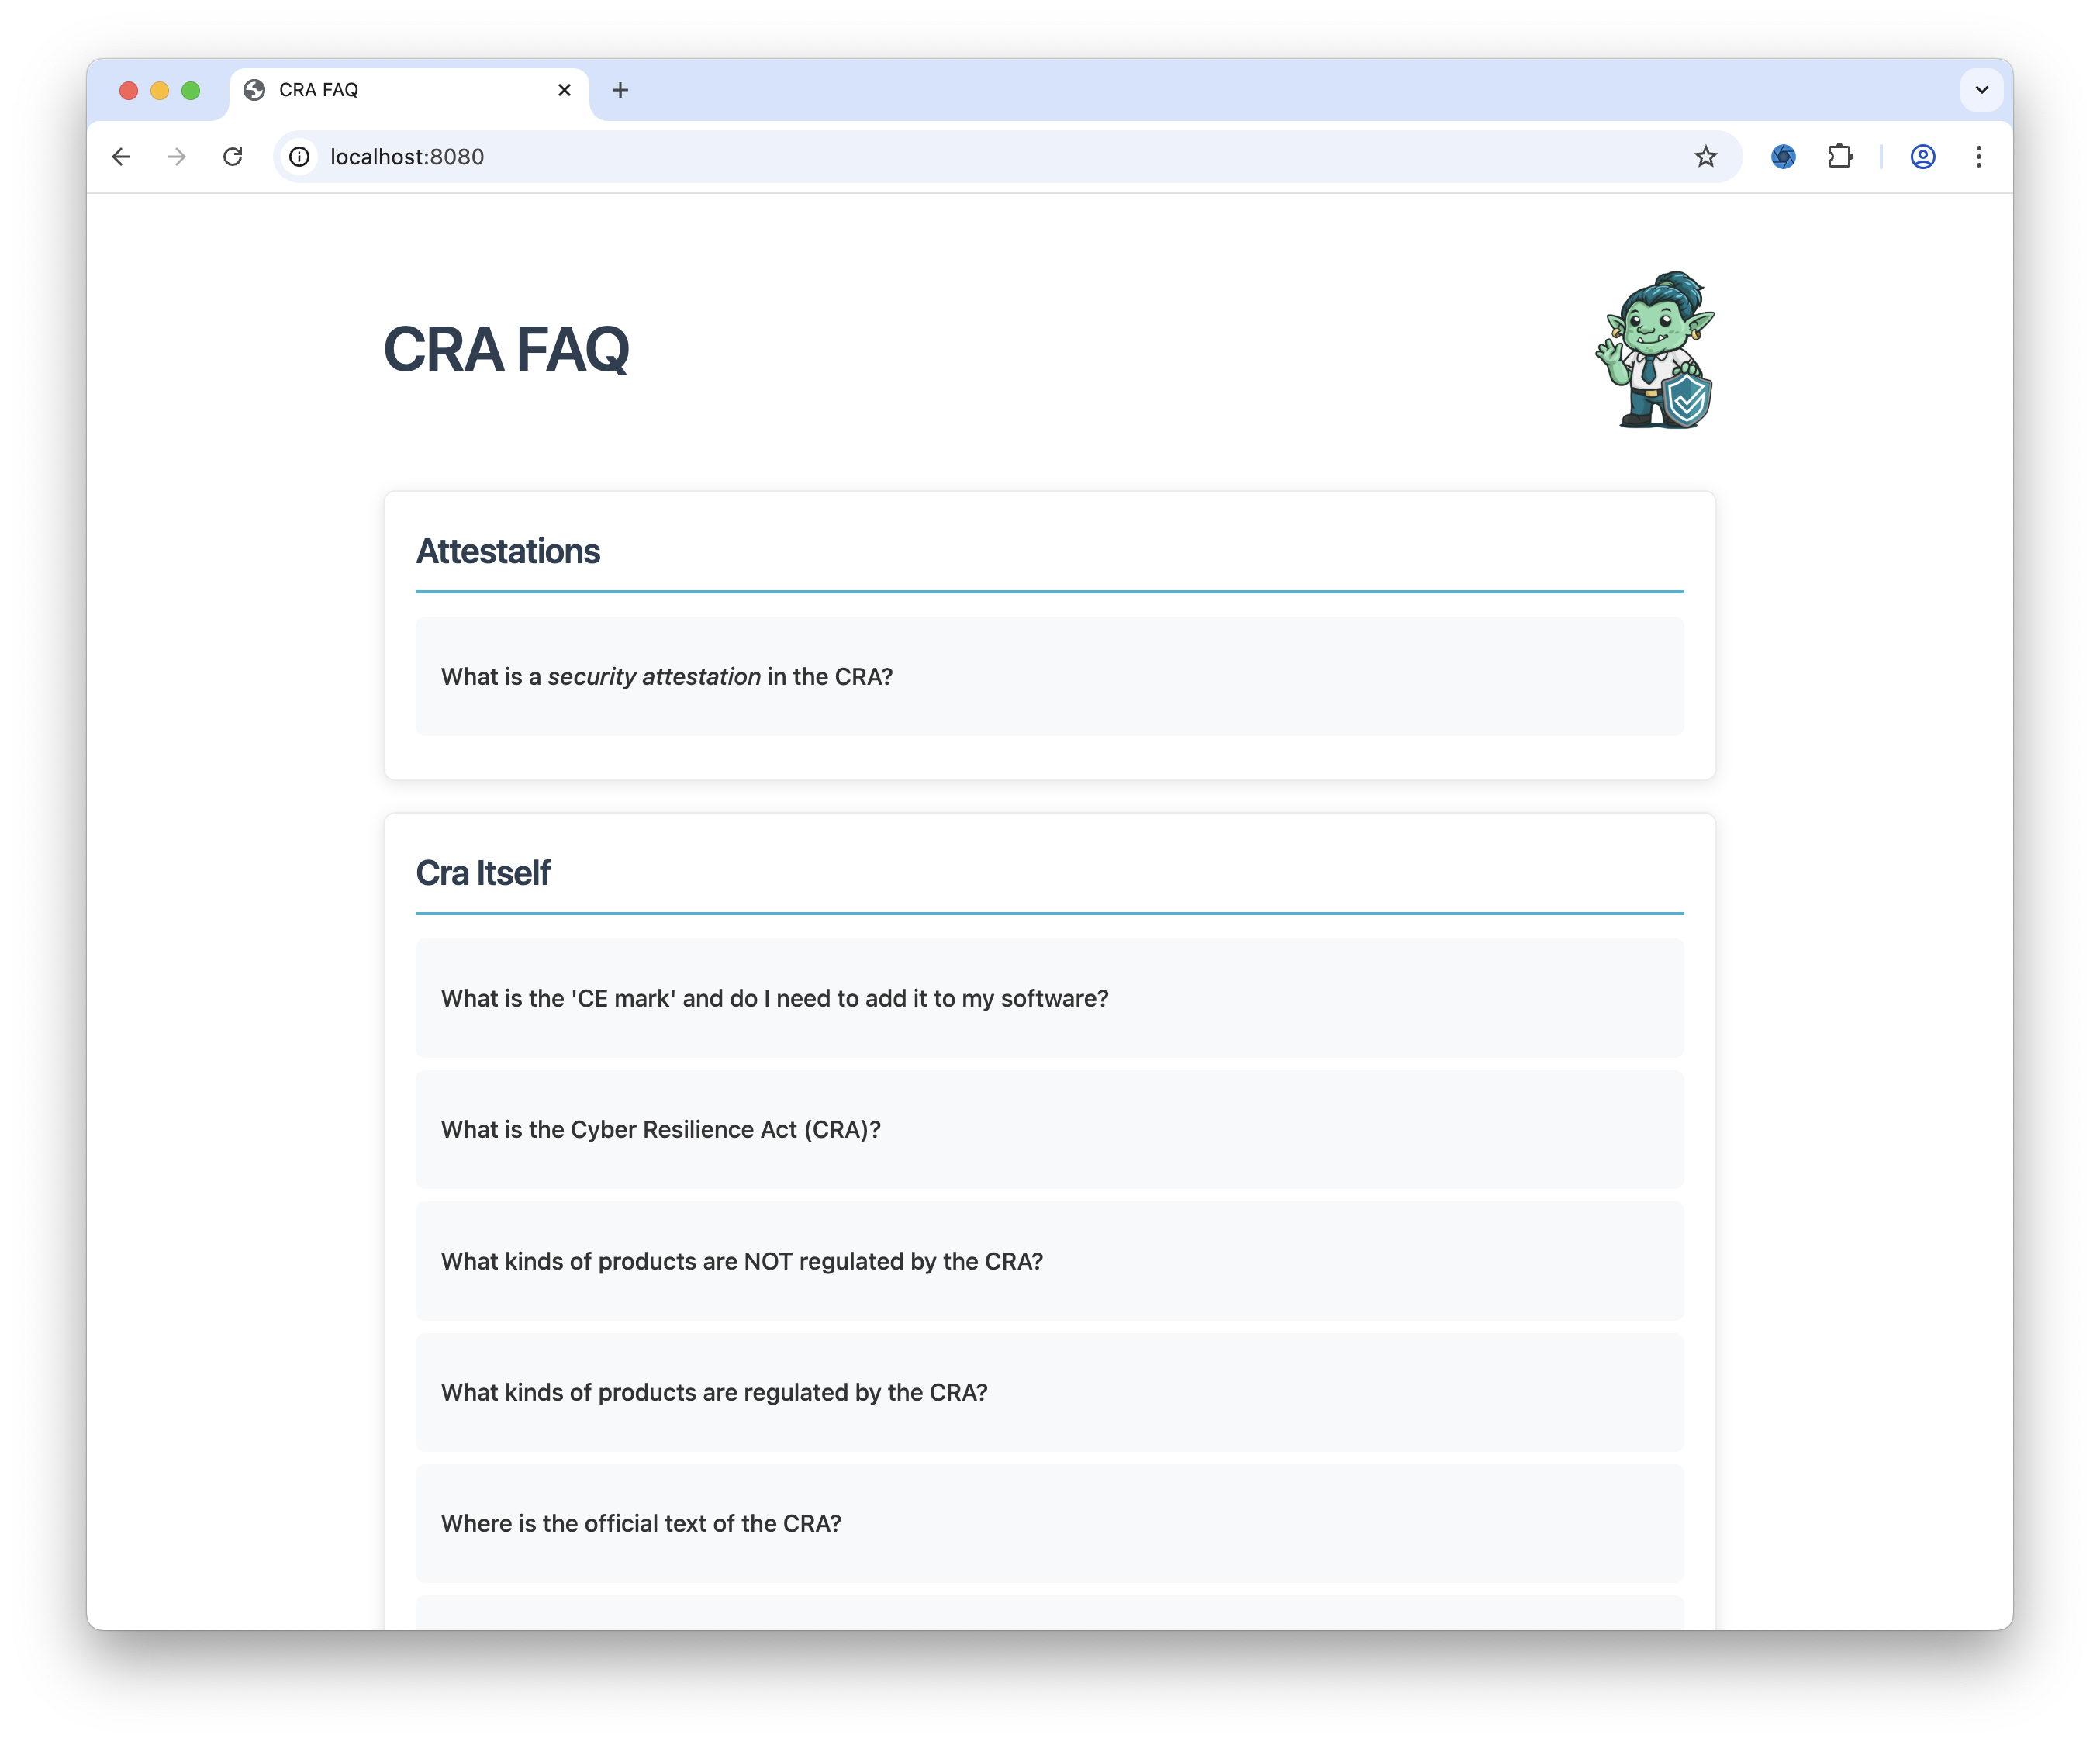 CRA FAQ
localhost:8080
CRA FAQ
Attestations
What is a security attestation in the CRA?
Cra Itself
What is the 'CE mark' and do I need to add it to my software?
What is the Cyber Resilience Act (CRA)?
What kinds of products are NOT regulated by the CRA?
What kinds of products are regulated by the CRA?
Where is the official text of the CRA?